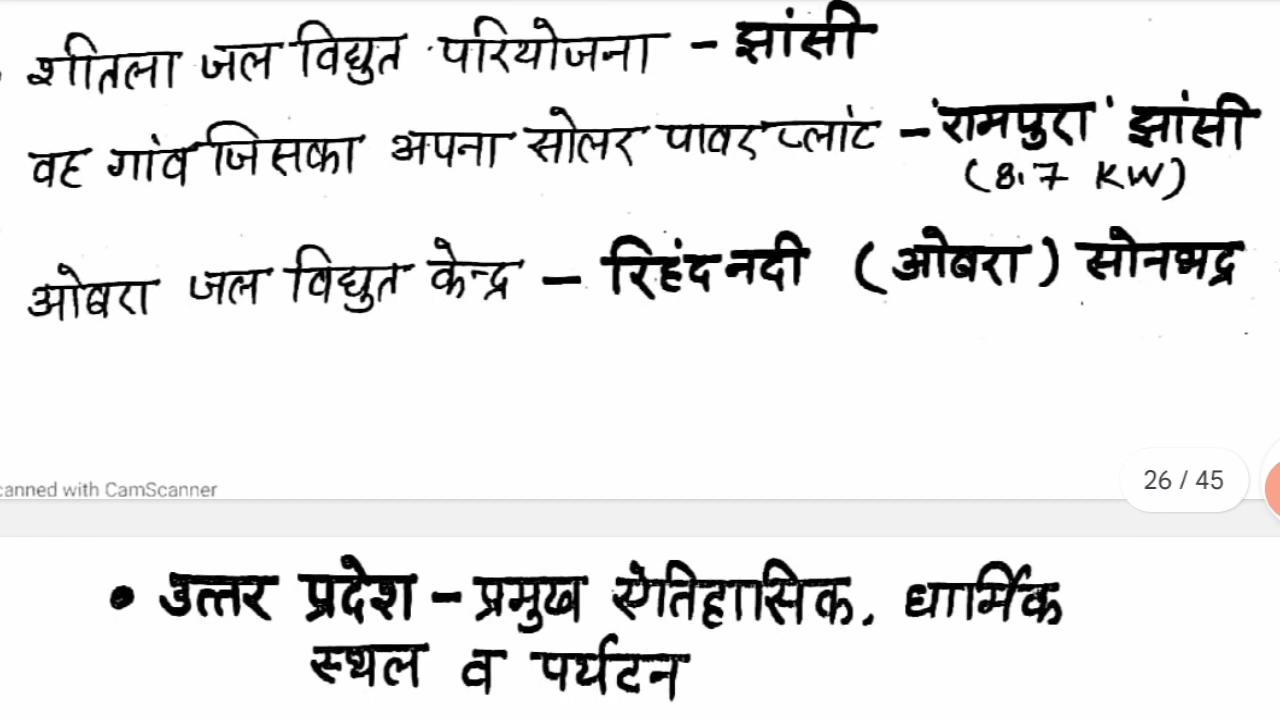 शीतला जल विद्युत परियोजना - झांसी
वह गांव जिसका अपना सोलर पावर प्लांट - रामपुरा झांसी
(8.7 KW)
ओबरा जल विद्युत केन्द्र - रिहंद नदी (ओबरा) सोनभद्र
canned with CamScanner
26 / 45
• उत्तर प्रदेश - प्रमुख ऐतिहासिक, धार्मिक
स्थल व पर्यटन